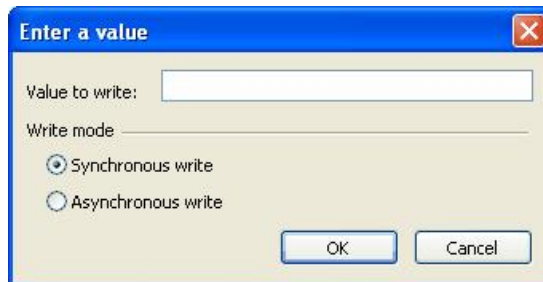 Enter a value
Value to write:
Write mode
Synchronous write
Asynchronous write
OK Cancel